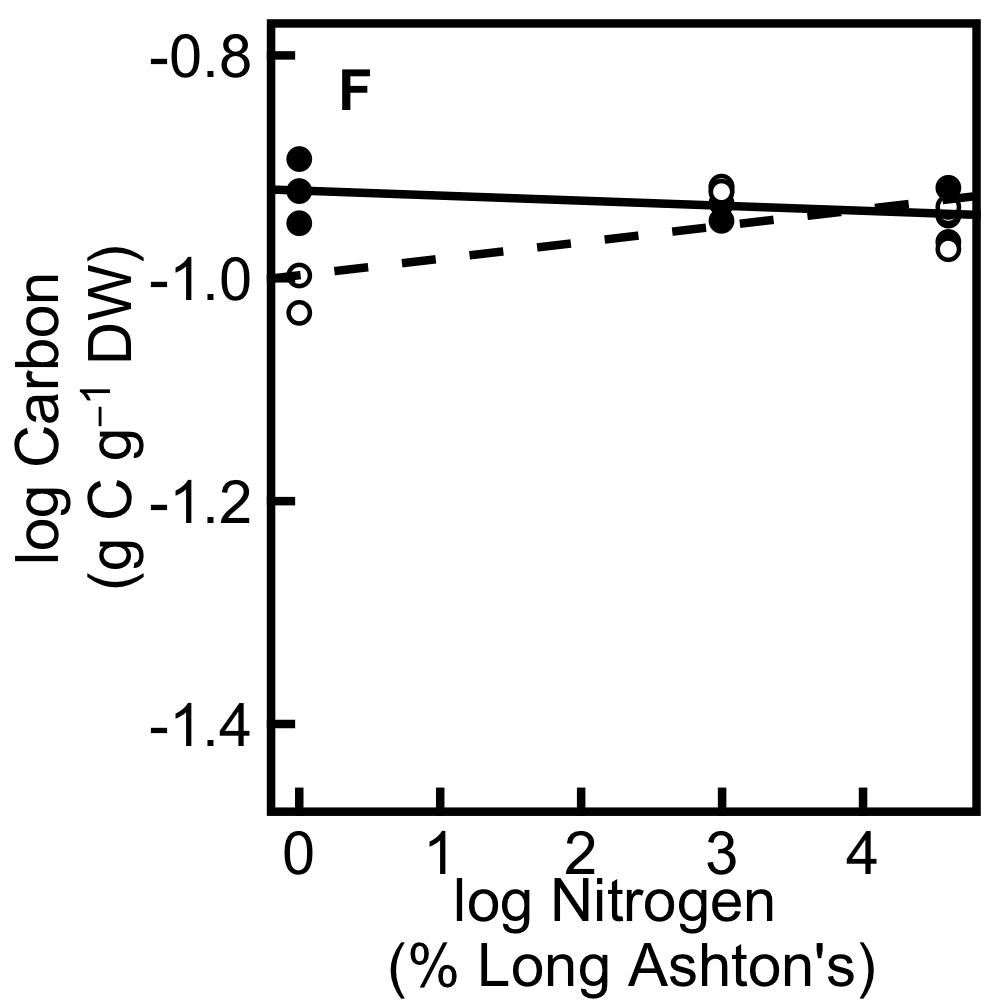 F
-0.8
-1.0
-1.2
-1.4
log Carbon
(g C g⁻¹ DW)
0 1 2 3 4
log Nitrogen
(% Long Ashton's)